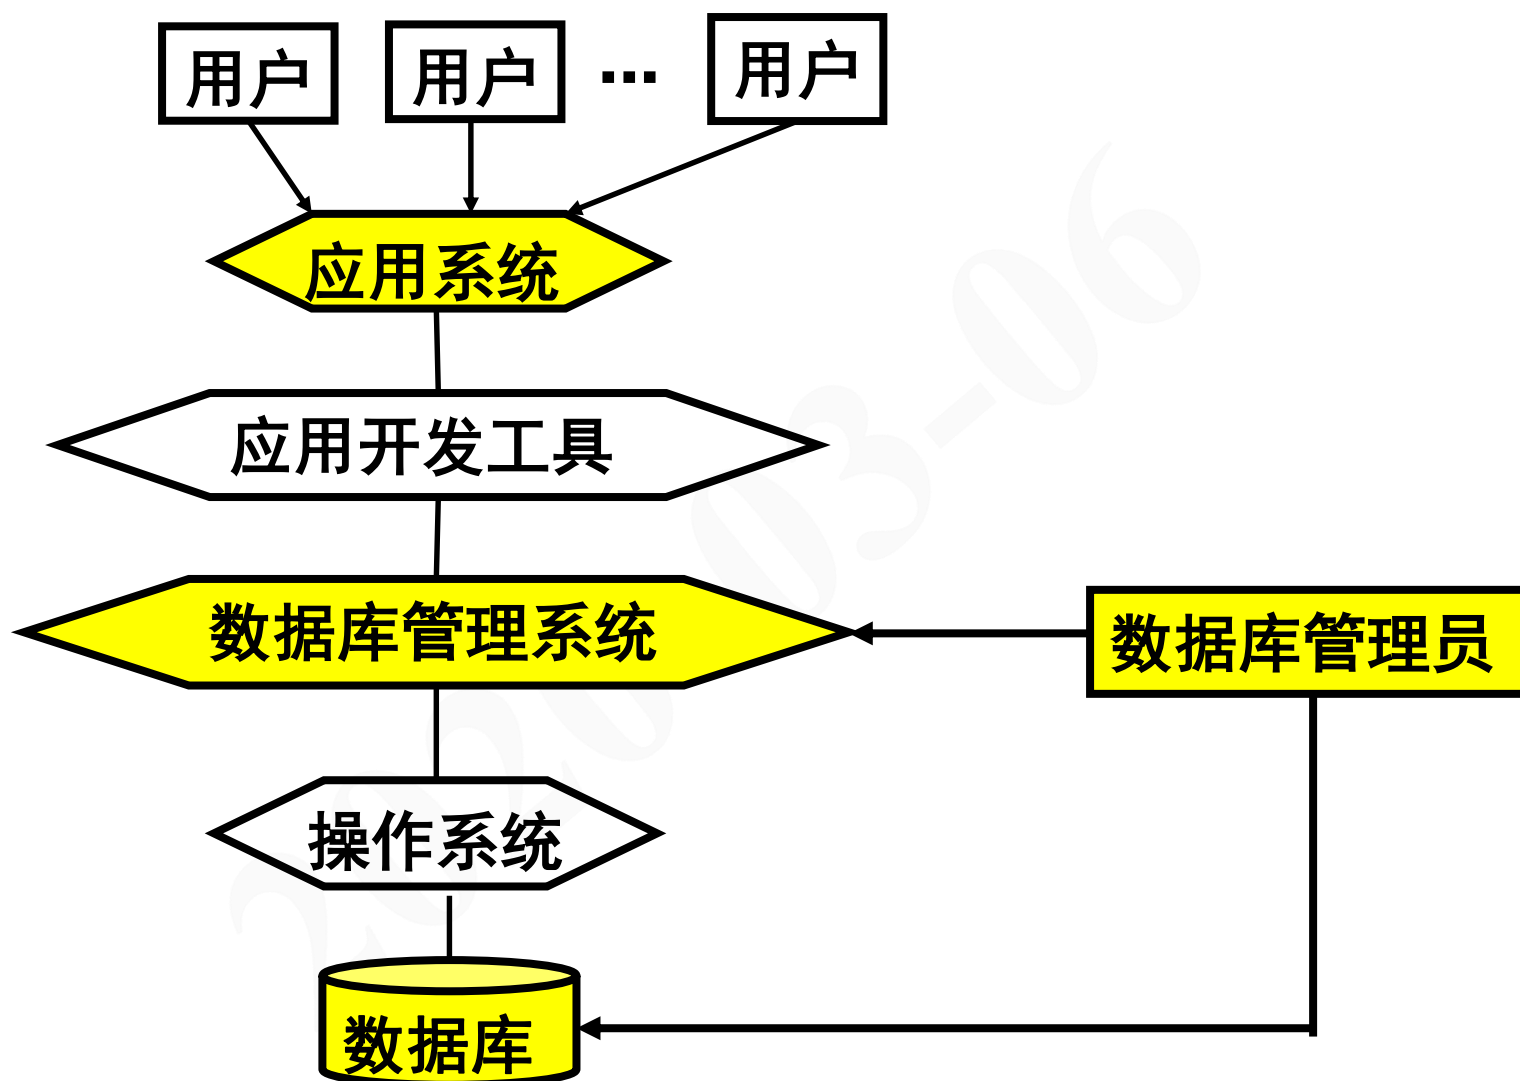 用户 用户 … 用户
应用系统
应用开发工具
数据库管理系统 数据库管理员
操作系统
数据库